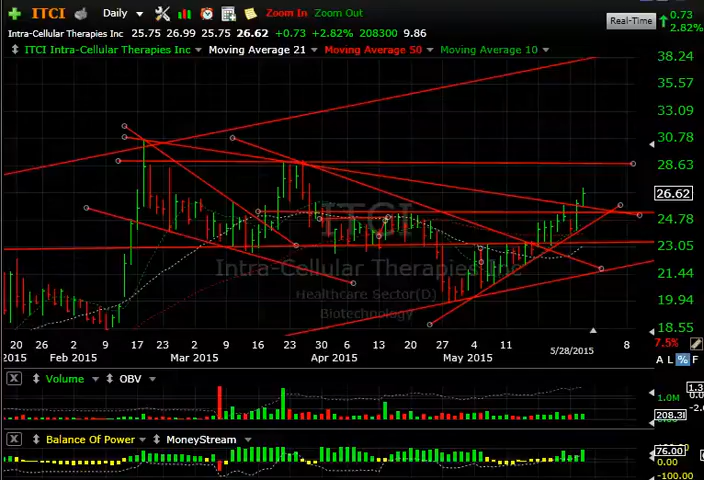 ITCI Daily Zoom In Zoom Out Real-Time 0.73 2.82%
Intra-Cellular Therapies Inc 25.75 26.99 25.75 26.62 +0.73 +2.82% 208300 9.86
ITCI Intra-Cellular Therapies Inc Moving Average 21 Moving Average 50 Moving Average 10
38.24
35.57
33.09
30.78
28.63
26.62
24.78
23.05
21.44
19.94
18.55
ITCI
Intra-Cellular Therapies Inc
Healthcare Sector(D)
Biotechnology
20 26 2 9 17 23 2 9 16 23 30 6 13 20 27 4 11 5/28/2015 8 7.5%
2015 Feb 2015 Mar 2015 Apr 2015 May 2015 A L % F
X Volume OBV
1.0M
208.3
X Balance Of Power MoneyStream
76.00
-100.00